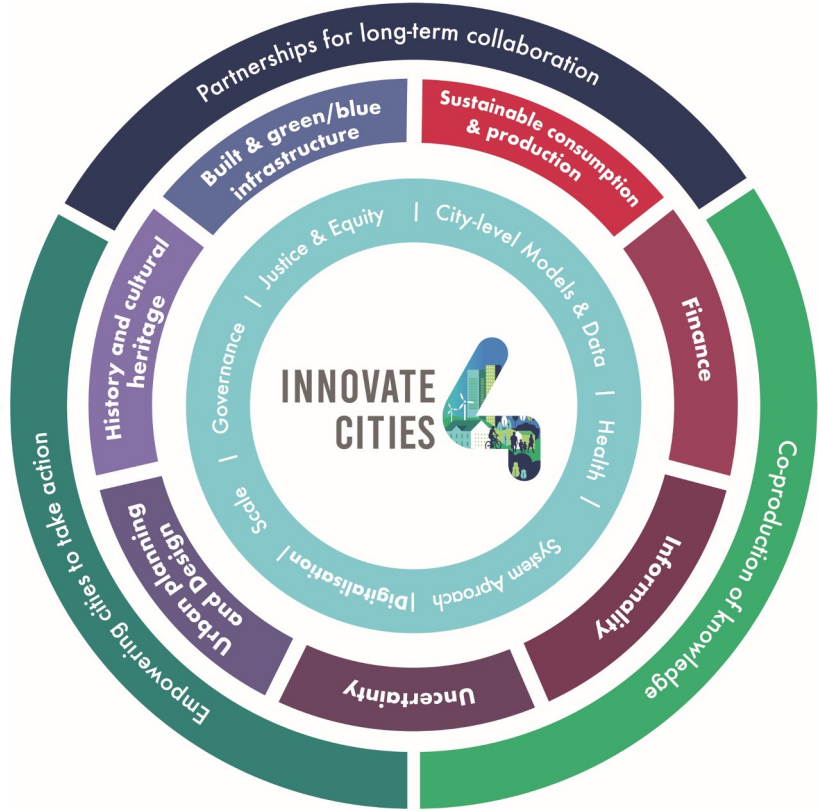 Partnerships for long-term collaboration
Co-production of knowledge
Empowering cities to take action
Built & green/blue
infrastructure
Sustainable consumption
& production
Finance
Informality
Uncertainty
Urban planning
and Design
History and cultural
heritage
Justice & Equity | City-level Models & Data | Health | System Aproach | Digitalisation | Scale | Governance |
INNOVATE
CITIES
4